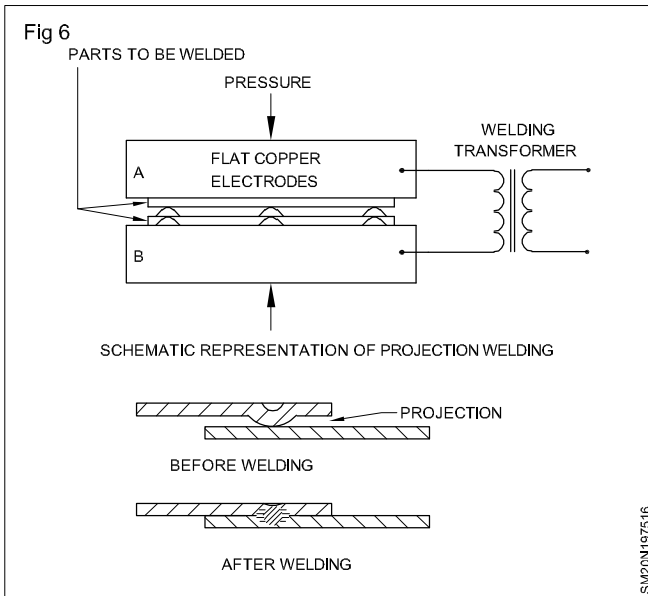 Fig 6
PARTS TO BE WELDED
PRESSURE
WELDING
TRANSFORMER
A
FLAT COPPER
ELECTRODES
B
SCHEMATIC REPRESENTATION OF PROJECTION WELDING
PROJECTION
BEFORE WELDING
AFTER WELDING
SM20N197516